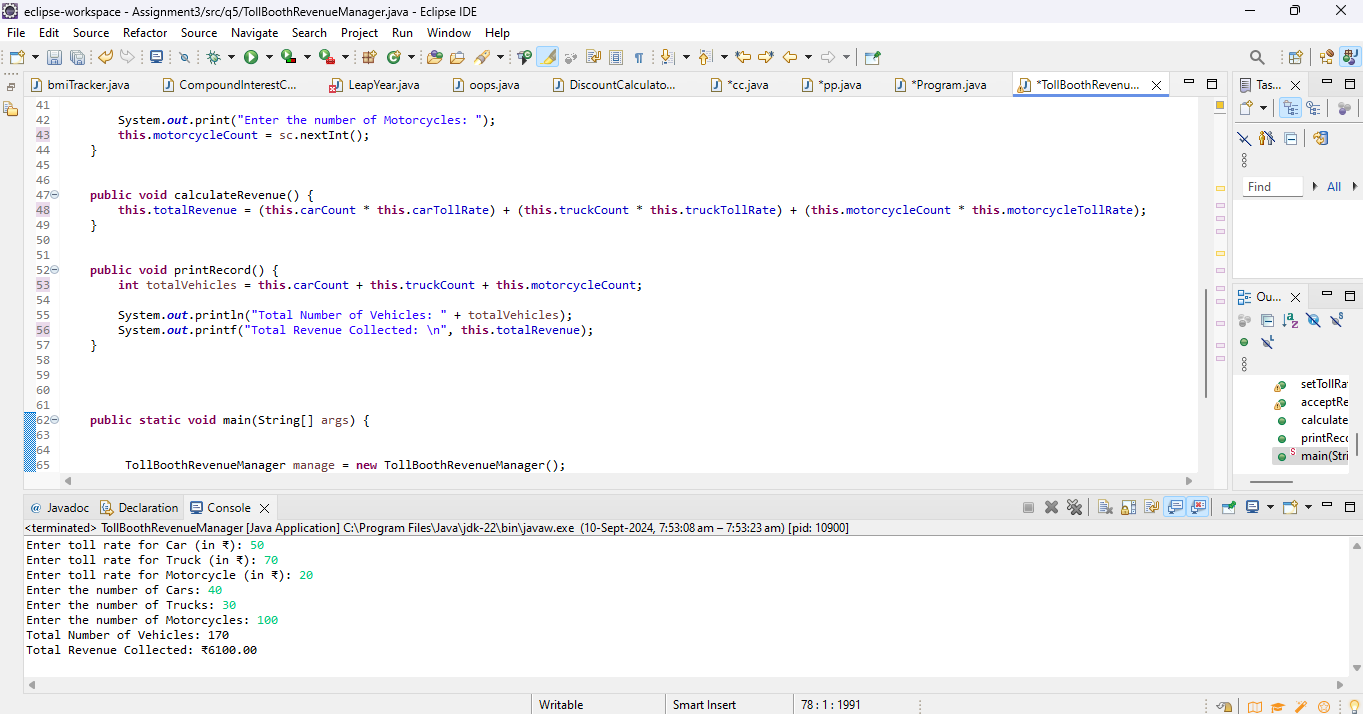 eclipse-workspace - Assignment3/src/q5/TollBoothRevenueManager.java - Eclipse IDE
File Edit Source Refactor Source Navigate Search Project Run Window Help
bmiTracker.java CompoundInterestC... LeapYear.java oops.java DiscountCalculato... *cc.java *pp.java *Program.java *TollBoothRevenu... Tas...
41
42 System.out.print("Enter the number of Motorcycles: ");
43 this.motorcycleCount = sc.nextInt();
44 }
45
46
47 public void calculateRevenue() {
48 this.totalRevenue = (this.carCount * this.carTollRate) + (this.truckCount * this.truckTollRate) + (this.motorcycleCount * this.motorcycleTollRate);
49 }
50
51
52 public void printRecord() {
53 int totalVehicles = this.carCount + this.truckCount + this.motorcycleCount;
54
55 System.out.println("Total Number of Vehicles: " + totalVehicles);
56 System.out.printf("Total Revenue Collected: \n", this.totalRevenue);
57 }
58
59
60
61
62 public static void main(String[] args) {
63
64
65 TollBoothRevenueManager manage = new TollBoothRevenueManager();
Find All
Ou...
setTollRa
acceptRe
calculate
printReco
S main(Stri
@ Javadoc Declaration Console
<terminated> TollBoothRevenueManager [Java Application] C:\Program Files\Java\jdk-22\bin\javaw.exe (10-Sept-2024, 7:53:08 am – 7:53:23 am) [pid: 10900]
Enter toll rate for Car (in ₹): 50
Enter toll rate for Truck (in ₹): 70
Enter toll rate for Motorcycle (in ₹): 20
Enter the number of Cars: 40
Enter the number of Trucks: 30
Enter the number of Motorcycles: 100
Total Number of Vehicles: 170
Total Revenue Collected: ₹6100.00
Writable Smart Insert 78 : 1 : 1991